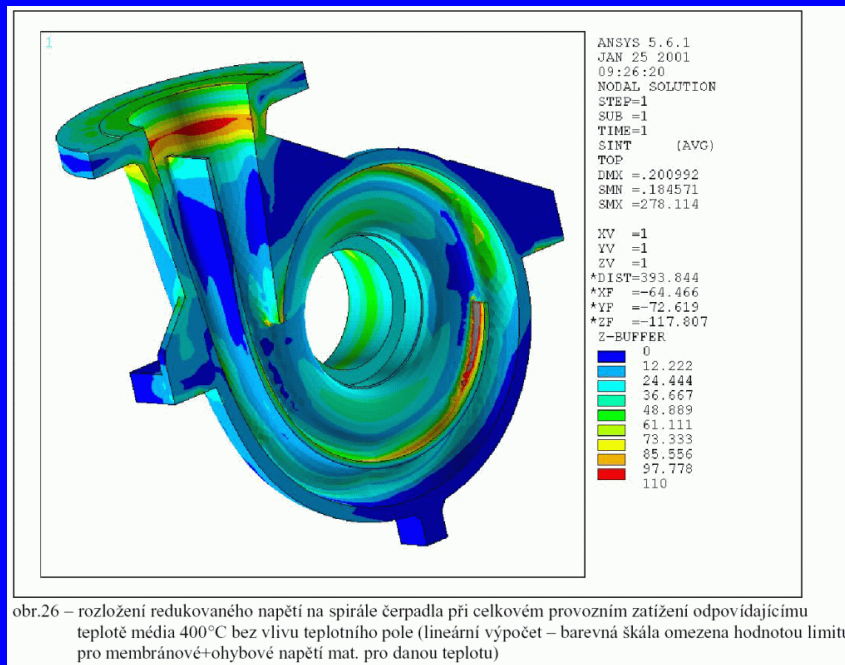 1
ANSYS 5.6.1
JAN 25 2001
09:26:20
NODAL SOLUTION
STEP=1
SUB =1
TIME=1
SINT (AVG)
TOP
DMX =.200992
SMN =.184571
SMX =278.114
XV =1
YV =1
ZV =1
*DIST=393.844
*XF =-64.466
*YF =-72.619
*ZF =-117.807
Z-BUFFER
0
12.222
24.444
36.667
48.889
61.111
73.333
85.556
97.778
110
obr.26 – rozložení redukovaného napětí na spirále čerpadla při celkovém provozním zatížení odpovídajícímu
teplotě média 400°C bez vlivu teplotního pole (lineární výpočet – barevná škála omezena hodnotou limitu
pro membránové+ohybové napětí mat. pro danou teplotu)